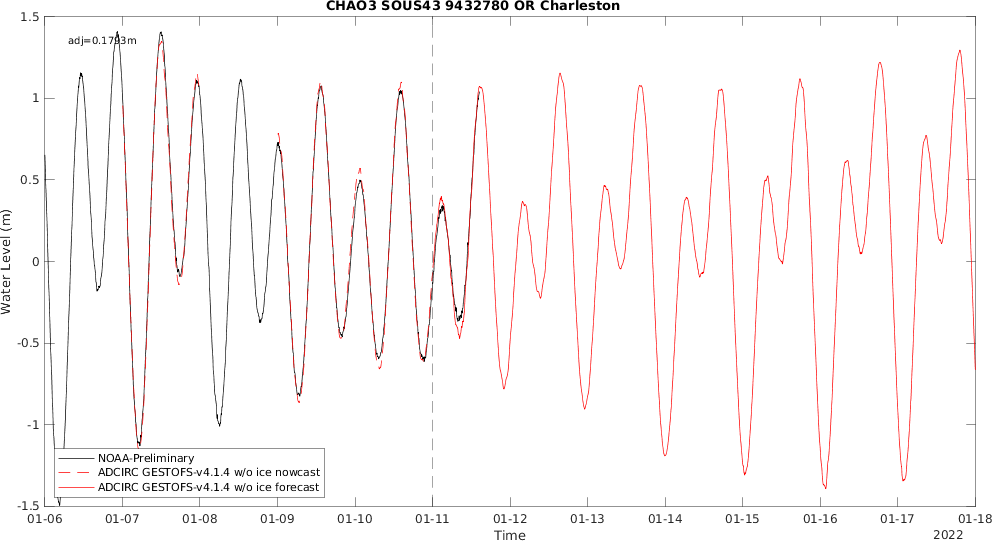 CHAO3 SOUS43 9432780 OR Charleston
adj=0.1793m
1.5
1
0.5
0
-0.5
-1
-1.5
Water Level (m)
NOAA-Preliminary
ADCIRC GESTOFS-v4.1.4 w/o ice nowcast
ADCIRC GESTOFS-v4.1.4 w/o ice forecast
01-06 01-07 01-08 01-09 01-10 01-11 01-12 01-13 01-14 01-15 01-16 01-17 01-18
Time
2022